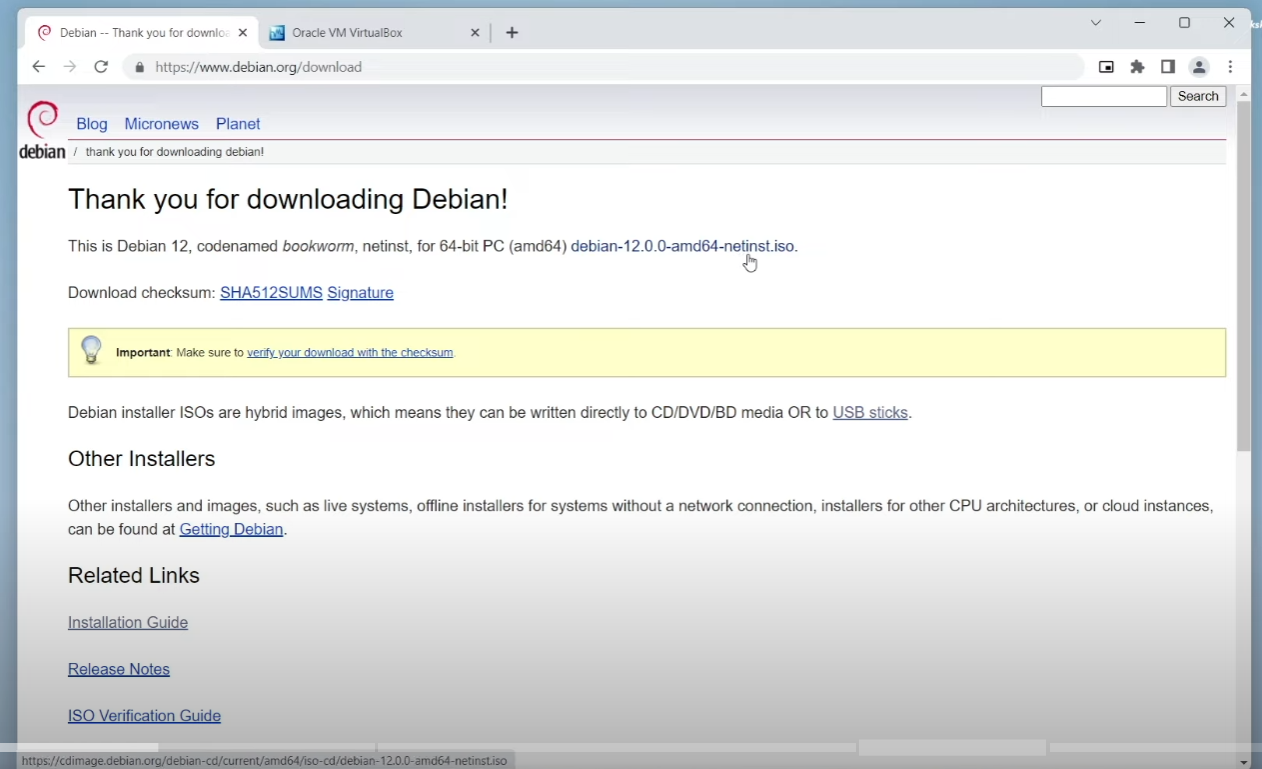 Debian -- Thank you for downloa
Oracle VM VirtualBox
https://www.debian.org/download
Search
Blog Micronews Planet
debian / thank you for downloading debian!
Thank you for downloading Debian!
This is Debian 12, codenamed bookworm, netinst, for 64-bit PC (amd64) debian-12.0.0-amd64-netinst.iso.
Download checksum: SHA512SUMS Signature
Important: Make sure to verify your download with the checksum.
Debian installer ISOs are hybrid images, which means they can be written directly to CD/DVD/BD media OR to USB sticks.
Other Installers
Other installers and images, such as live systems, offline installers for systems without a network connection, installers for other CPU architectures, or cloud instances,
can be found at Getting Debian.
Related Links
Installation Guide
Release Notes
ISO Verification Guide
https://cdimage.debian.org/debian-cd/current/amd64/iso-cd/debian-12.0.0-amd64-netinst.iso